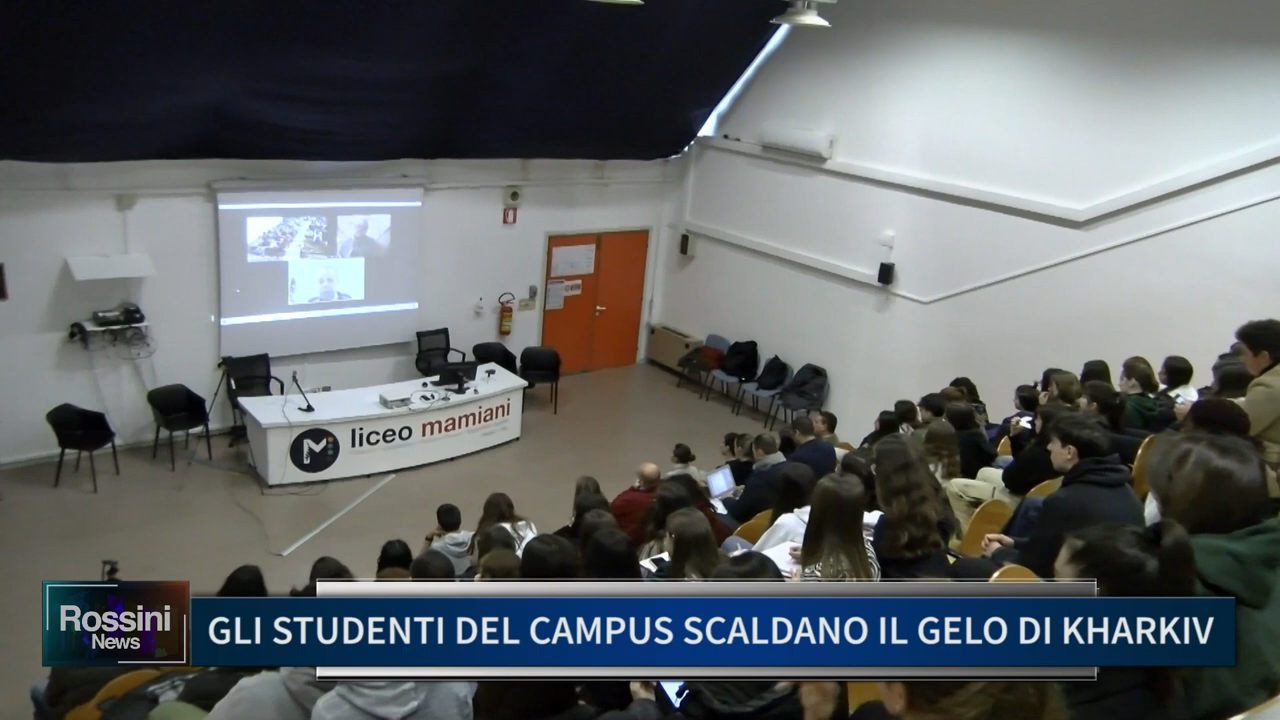 liceo mamiani
M
Rossini
News
GLI STUDENTI DEL CAMPUS SCALDANO IL GELO DI KHARKIV